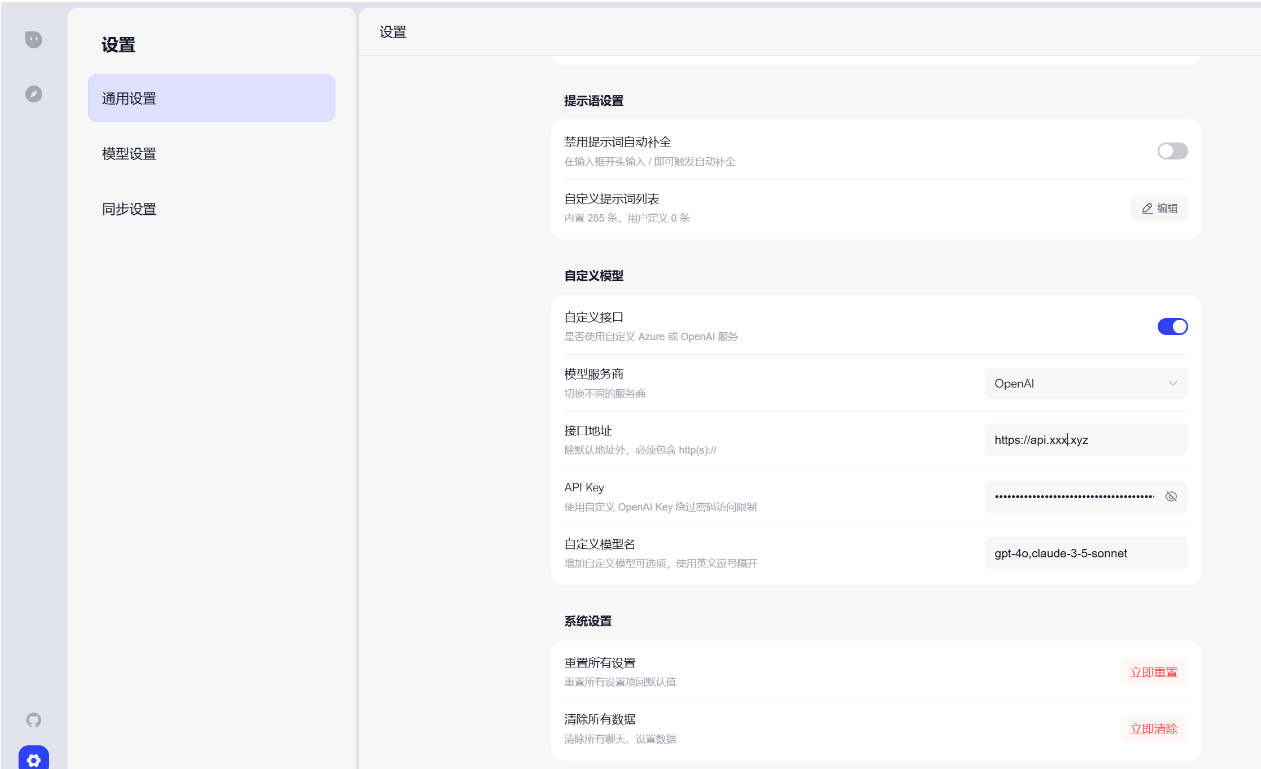 设置
通用设置
模型设置
同步设置
设置
提示语设置
禁用提示词自动补全
在输入框开头输入 / 即可触发自动补全
自定义提示词列表
内置 285 条，用户定义 0 条
编辑
自定义模型
自定义接口
是否使用自定义 Azure 或 OpenAI 服务
模型服务商
切换不同的服务商
OpenAI
接口地址
除默认地址外，必须包含 http(s)://
https://api.xxx.xyz
API Key
使用自定义 OpenAI Key 绕过密码访问限制
自定义模型名
增加自定义模型可选项，使用英文逗号隔开
gpt-4o,claude-3-5-sonnet
系统设置
重置所有设置
重置所有设置项回默认值
立即重置
清除所有数据
清除所有聊天、设置数据
立即清除